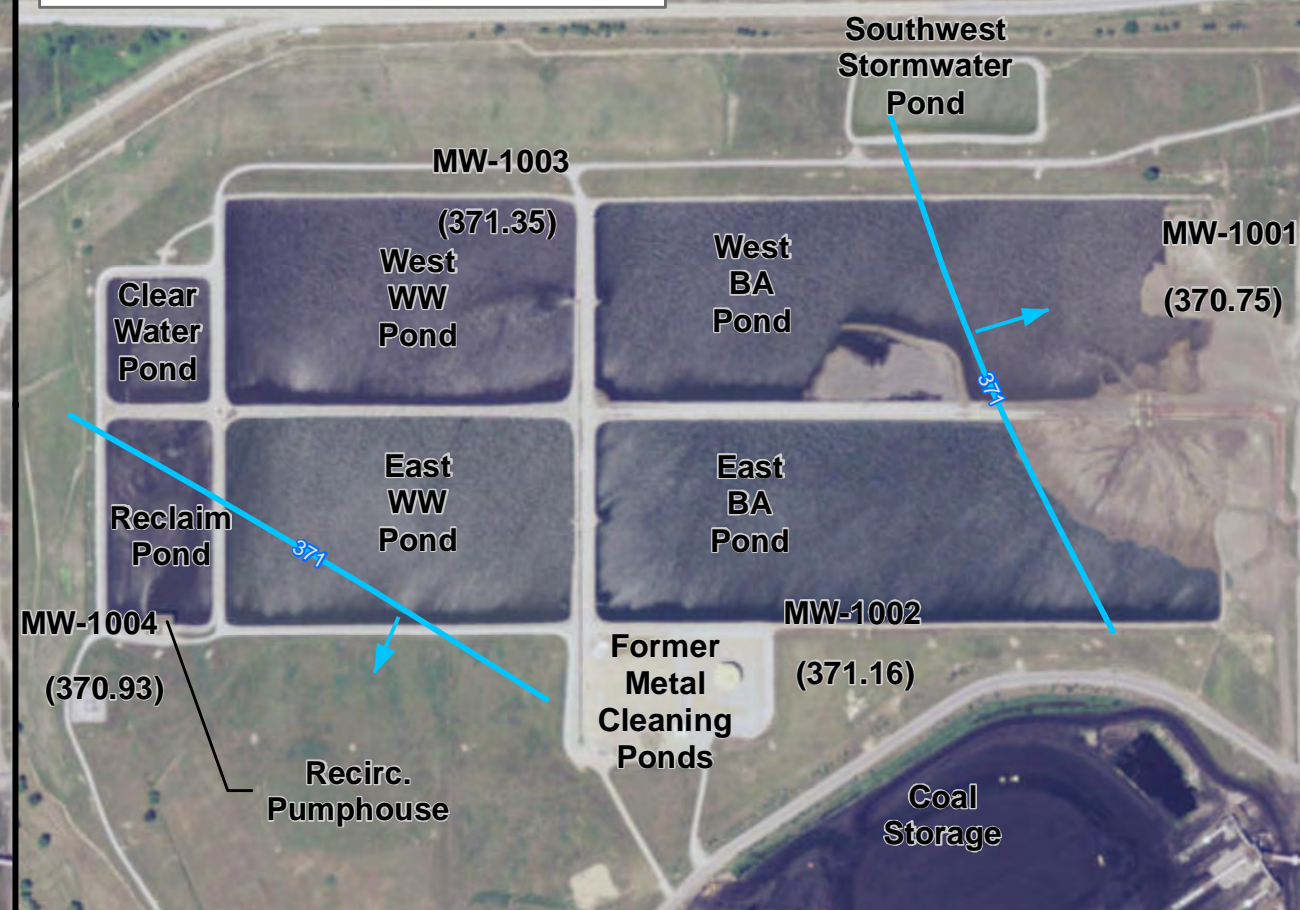 Southwest
Stormwater
Pond
MW-1003
(371.35)
MW-1001
(370.75)
West
WW
Pond
West
BA
Pond
Clear
Water
Pond
371
East
WW
Pond
East
BA
Pond
Reclaim
Pond
371
MW-1004
(370.93)
MW-1002
(371.16)
Former
Metal
Cleaning
Ponds
Recirc.
Pumphouse
Coal
Storage